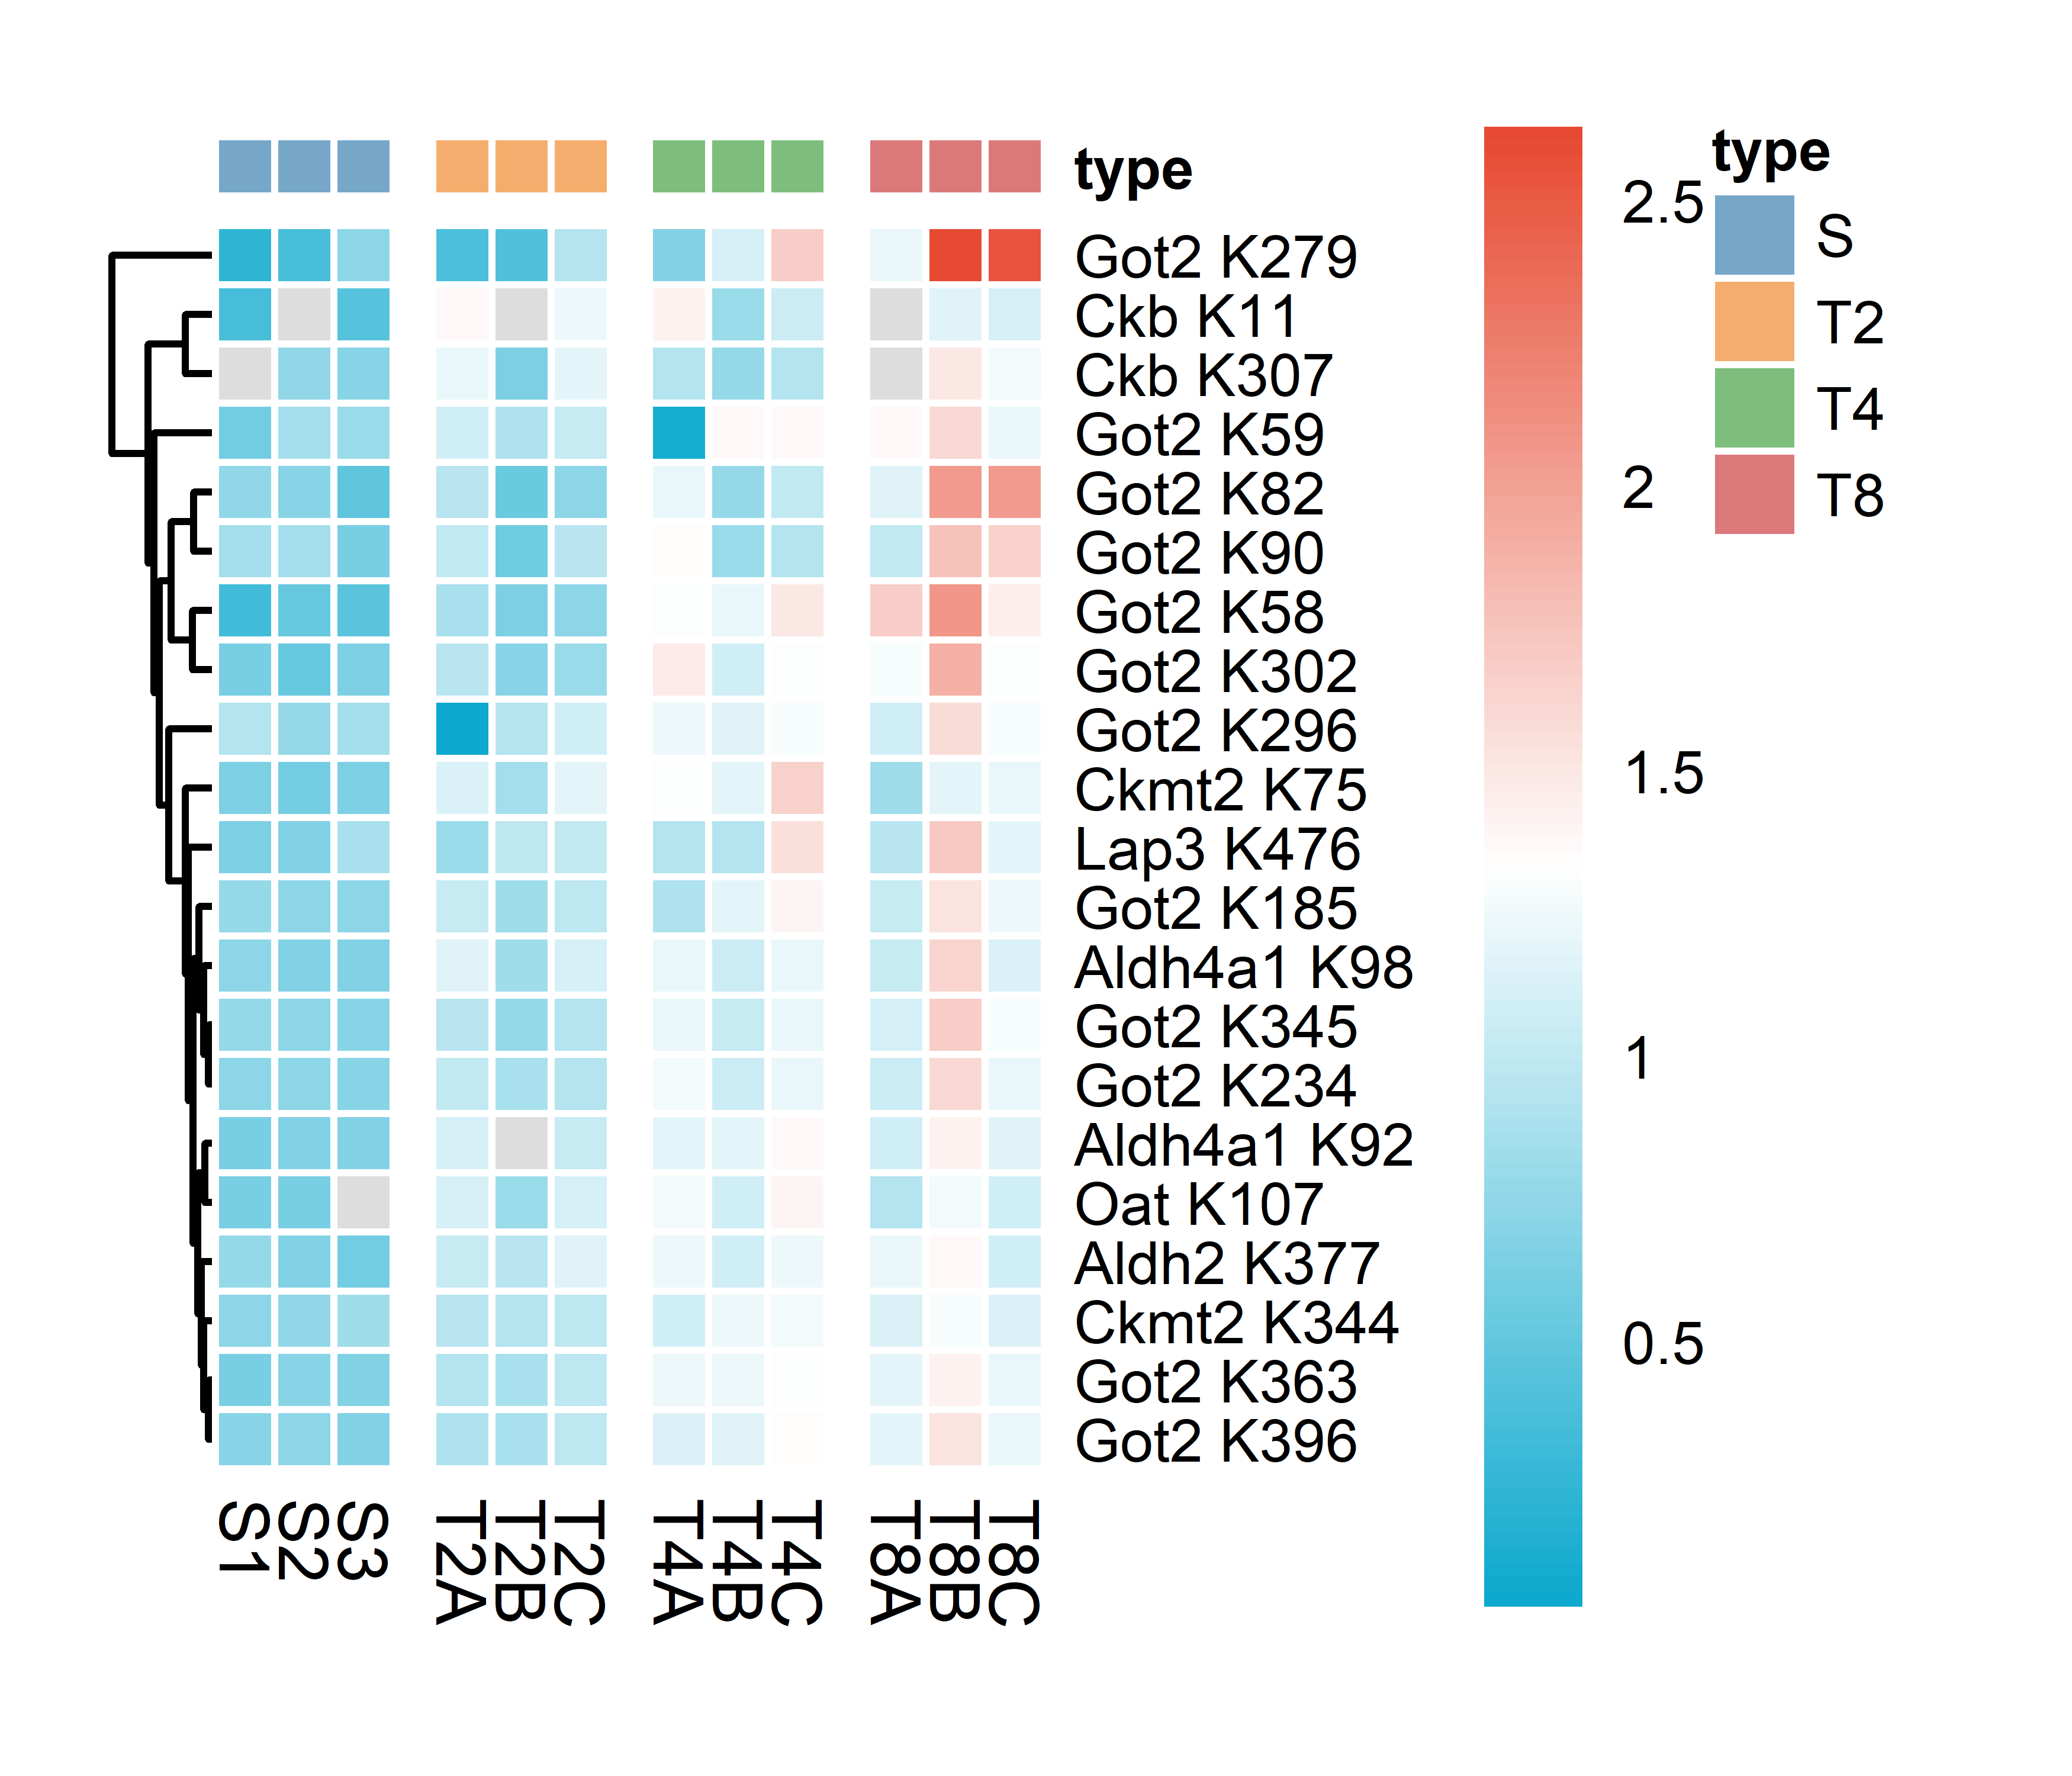 type
Got2 K279
Ckb K11
Ckb K307
Got2 K59
Got2 K82
Got2 K90
Got2 K58
Got2 K302
Got2 K296
Ckmt2 K75
Lap3 K476
Got2 K185
Aldh4a1 K98
Got2 K345
Got2 K234
Aldh4a1 K92
Oat K107
Aldh2 K377
Ckmt2 K344
Got2 K363
Got2 K396
S1
S2
S3
T2A
T2B
T2C
T4A
T4B
T4C
T8A
T8B
T8C
2.5
2
1.5
1
0.5
type
S
T2
T4
T8